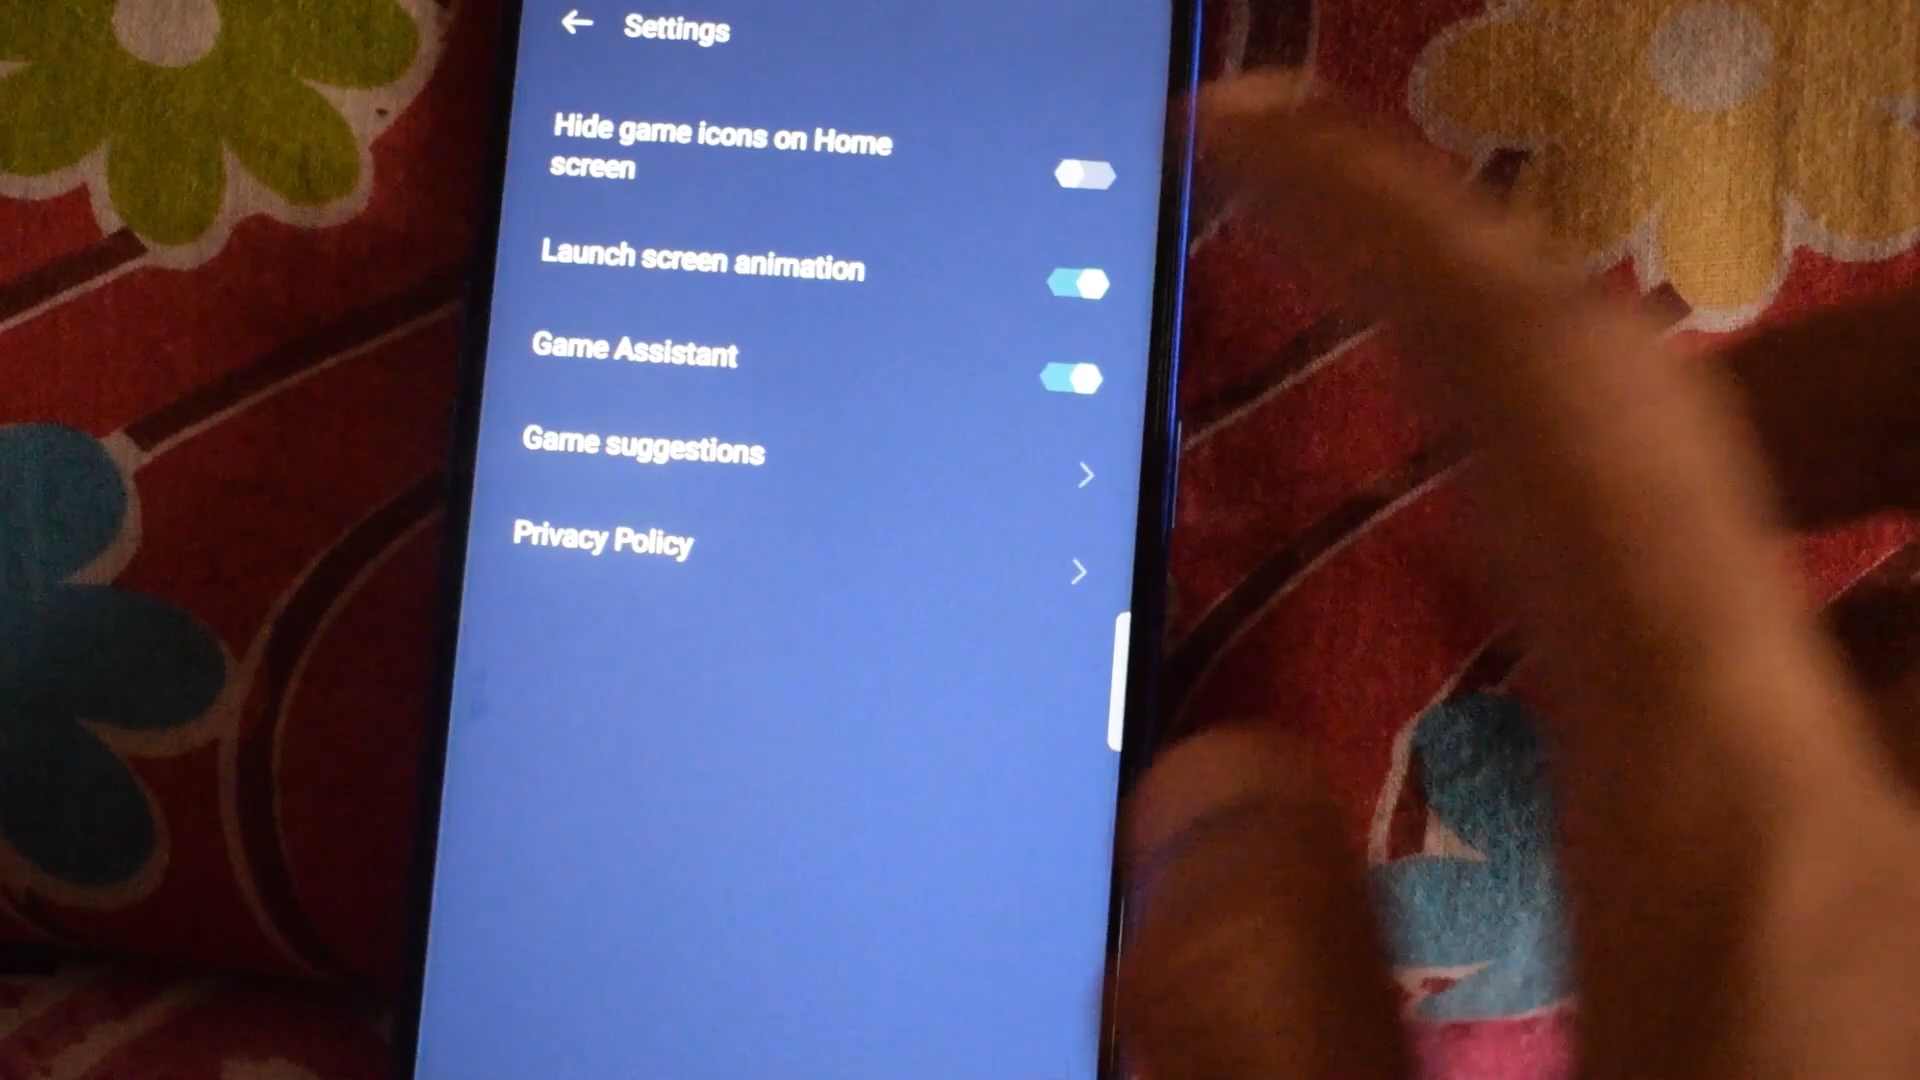 Settings
Hide game icons on Home
screen
Launch screen animation
Game Assistant
Game suggestions
Privacy Policy